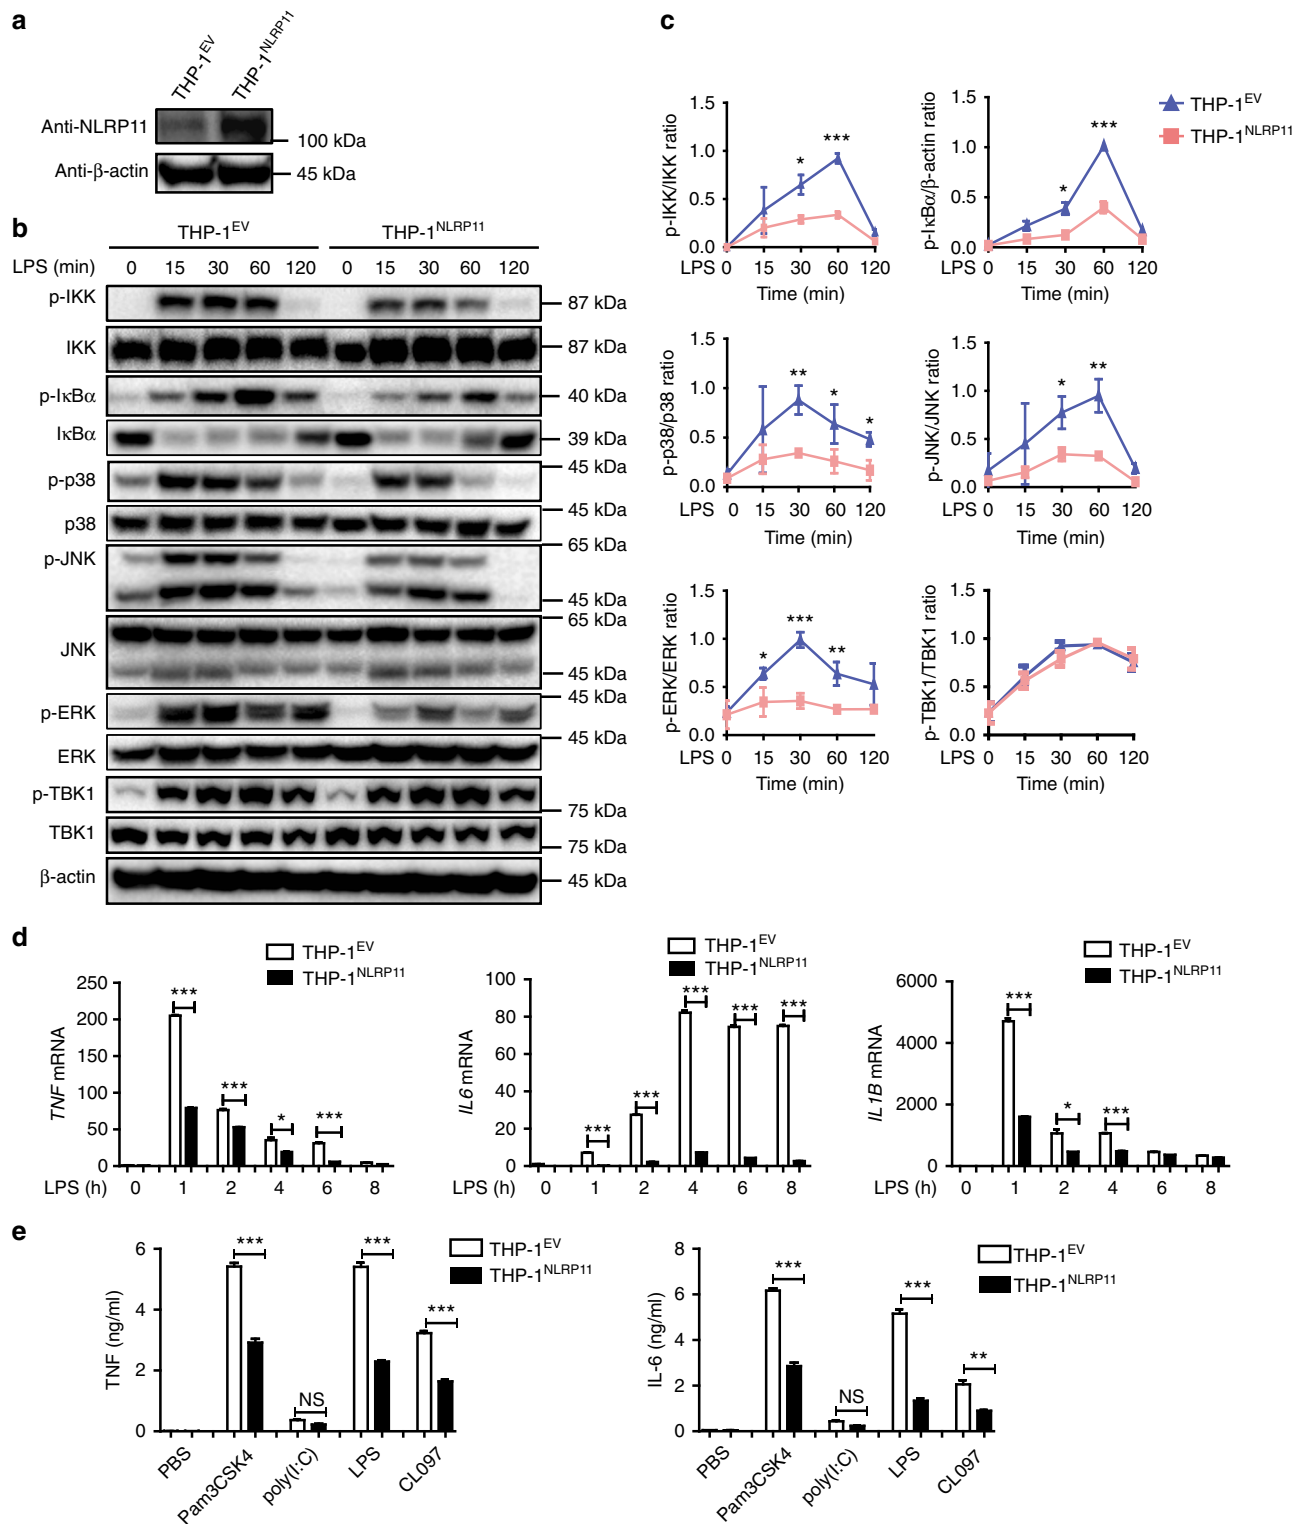 a
THP-1EV
THP-1NLRP11
Anti-NLRP11
100 kDa
Anti-β-actin
45 kDa
b
THP-1EV
THP-1NLRP11
LPS (min) 0 15 30 60 120 0 15 30 60 120
p-IKK
87 kDa
IKK
87 kDa
p-IκBα
40 kDa
IκBα
39 kDa
p-p38
45 kDa
p38
45 kDa
p-JNK
65 kDa
45 kDa
JNK
65 kDa
45 kDa
p-ERK
45 kDa
ERK
45 kDa
p-TBK1
75 kDa
TBK1
75 kDa
β-actin
45 kDa
c
THP-1EV
THP-1NLRP11
p-IKK/IKK ratio
1.5
1.0
0.5
0.0
* ***
LPS 0 15 30 60 120
Time (min)
p-IκBα/β-actin ratio
1.5
1.0
0.5
0.0
* ***
LPS 0 15 30 60 120
Time (min)
p-p38/p38 ratio
1.5
1.0
0.5
0.0
** * *
LPS 0 15 30 60 120
Time (min)
p-JNK/JNK ratio
1.5
1.0
0.5
0.0
* **
LPS 0 15 30 60 120
Time (min)
p-ERK/ERK ratio
1.5
1.0
0.5
0.0
* *** **
LPS 0 15 30 60 120
Time (min)
p-TBK1/TBK1 ratio
1.5
1.0
0.5
0.0
LPS 0 15 30 60 120
Time (min)
d
THP-1EV
THP-1NLRP11
TNF mRNA
250
200
150
100
50
0
*** *** * ***
LPS (h) 0 1 2 4 6 8
THP-1EV
THP-1NLRP11
IL6 mRNA
100
80
60
40
20
0
*** *** *** *** ***
LPS (h) 0 1 2 4 6 8
THP-1EV
THP-1NLRP11
IL1B mRNA
6000
4000
2000
0
*** * ***
LPS (h) 0 1 2 4 6 8
e
THP-1EV
THP-1NLRP11
TNF (ng/ml)
6
4
2
0
*** NS *** ***
PBS Pam3CSK4 poly(I:C) LPS CL097
THP-1EV
THP-1NLRP11
IL-6 (ng/ml)
8
6
4
2
0
*** NS *** **
PBS Pam3CSK4 poly(I:C) LPS CL097